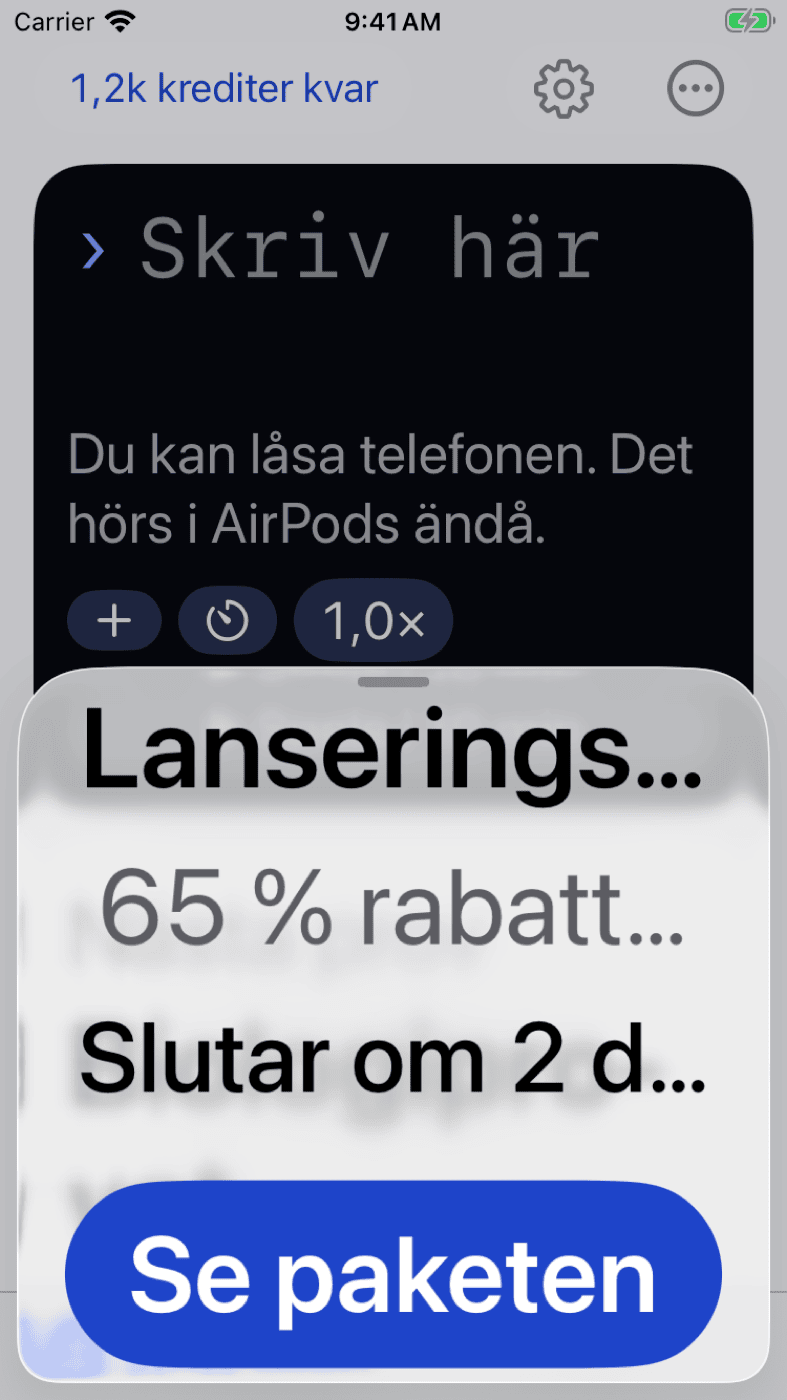 Carrier 9:41 AM
1,2k krediter kvar
Skriv här
Du kan låsa telefonen. Det
hörs i AirPods ändå.
1,0×
Lanserings…
65 % rabatt…
Slutar om 2 d…
Se paketen